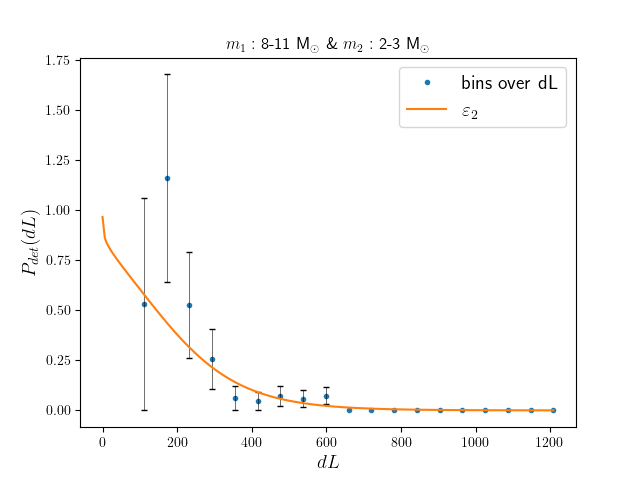 m₁ : 8-11 M⊙ & m₂ : 2-3 M⊙
1.75
1.50
1.25
1.00
0.75
0.50
0.25
0.00
P_det(dL)
bins over dL
ε₂
0 200 400 600 800 1000 1200
dL